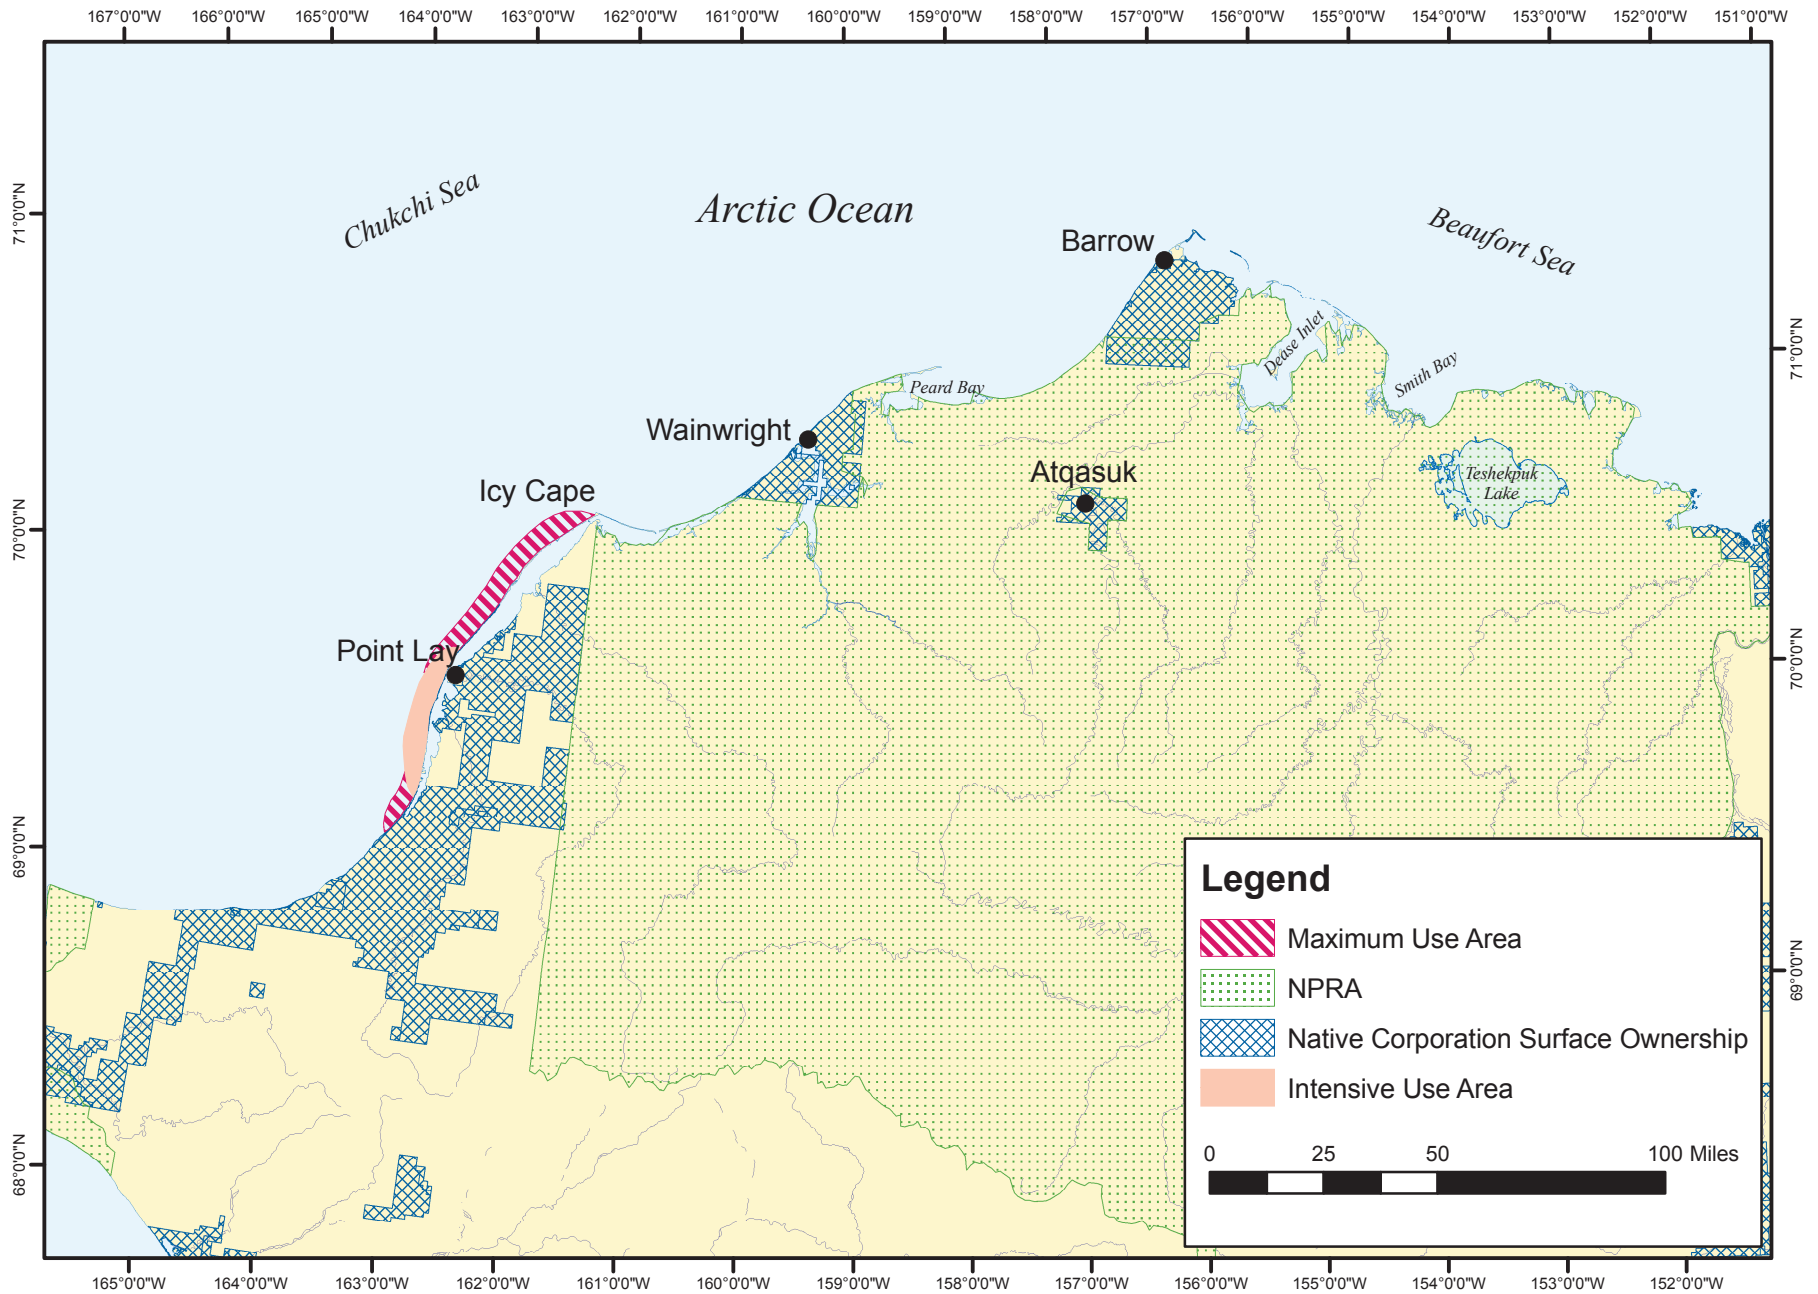 167°0'0"W 166°0'0"W 165°0'0"W 164°0'0"W 163°0'0"W 162°0'0"W 161°0'0"W 160°0'0"W 159°0'0"W 158°0'0"W 157°0'0"W 156°0'0"W 155°0'0"W 154°0'0"W 153°0'0"W 152°0'0"W 151°0'0"W
71°0'0"N
70°0'0"N
69°0'0"N
68°0'0"N
Chukchi Sea
Arctic Ocean
Beaufort Sea
Barrow
Dease Inlet
Smith Bay
Peard Bay
Wainwright
Atqasuk
Teshekpuk
Lake
Icy Cape
Point Lay
71°0'0"N
70°0'0"N
69°0'0"N
Legend
Maximum Use Area
NPRA
Native Corporation Surface Ownership
Intensive Use Area
0 25 50 100 Miles
165°0'0"W 164°0'0"W 163°0'0"W 162°0'0"W 161°0'0"W 160°0'0"W 159°0'0"W 158°0'0"W 157°0'0"W 156°0'0"W 155°0'0"W 154°0'0"W 153°0'0"W 152°0'0"W